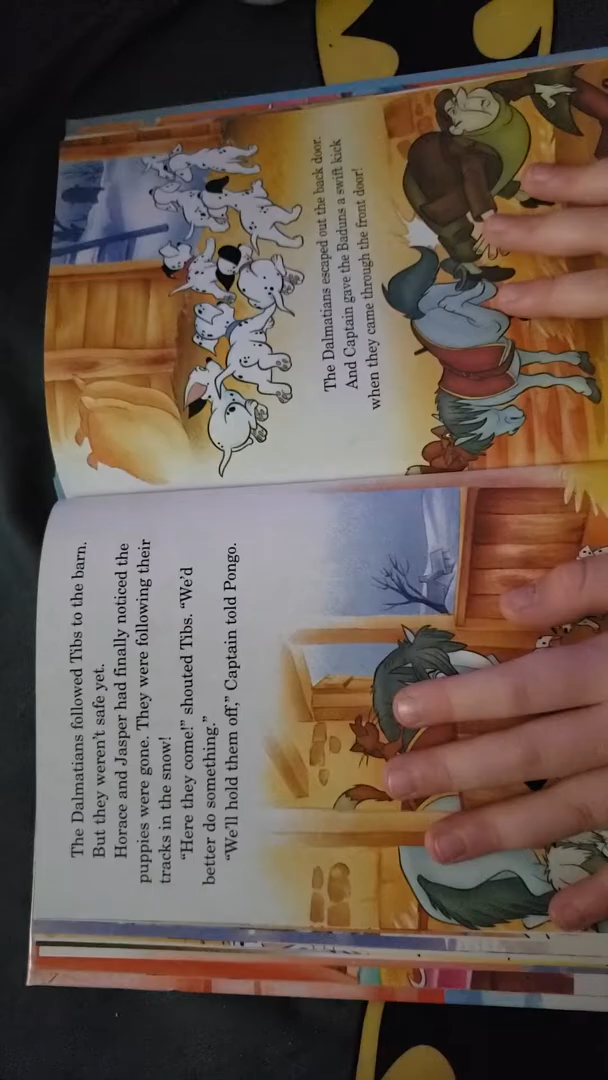 The Dalmatians followed Tibs to the barn.
But they weren't safe yet.
Horace and Jasper had finally noticed the
puppies were gone. They were following their
tracks in the snow!
"Here they come!" shouted Tibs. "We'd
better do something."
"We'll hold them off," Captain told Pongo.
The Dalmatians escaped out the back door.
And Captain gave the Baduns a swift kick
when they came through the front door!